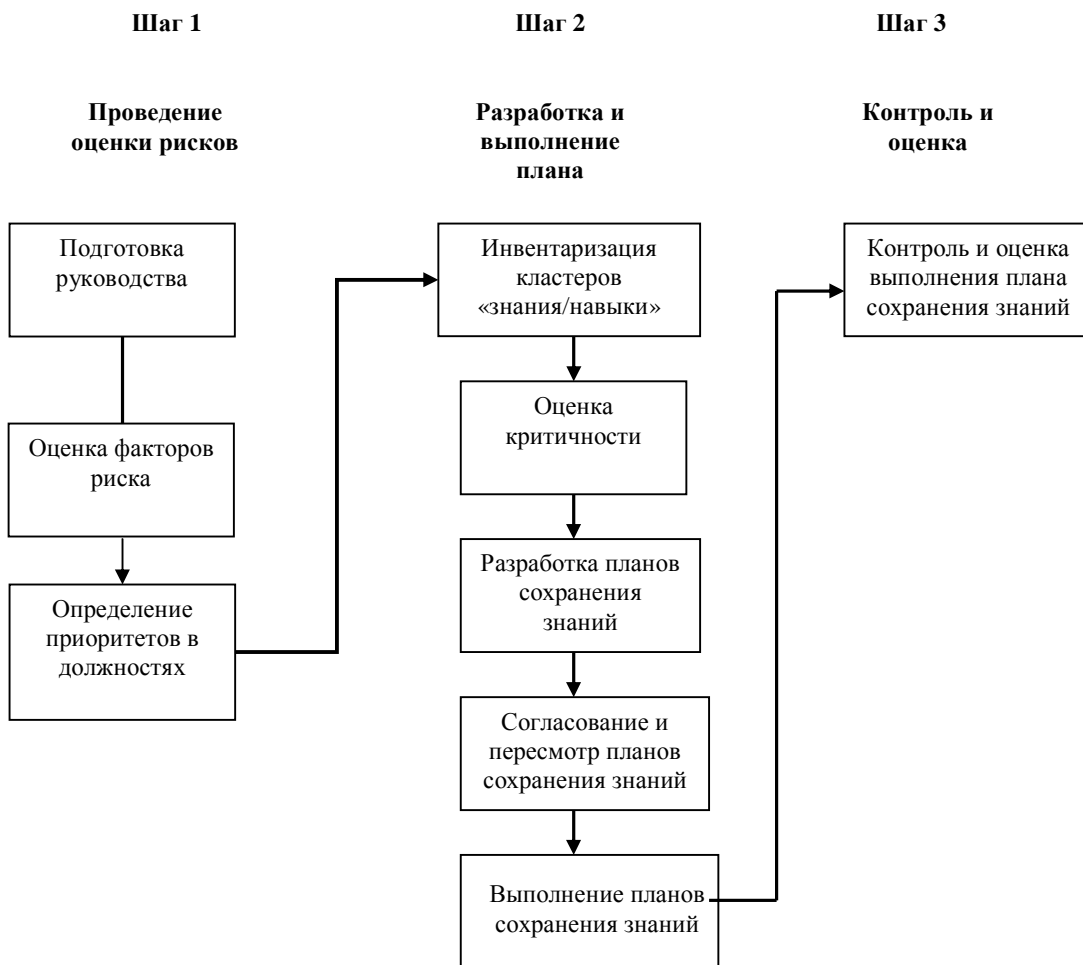 Шаг 1
Шаг 2
Шаг 3
Проведение
оценки рисков
Разработка и
выполнение
плана
Контроль и
оценка
Подготовка
руководства
Оценка факторов
риска
Определение
приоритетов в
должностях
Инвентаризация
кластеров
«знания/навыки»
Оценка
критичности
Разработка планов
сохранения
знаний
Согласование и
пересмотр планов
сохранения знаний
Выполнение планов
сохранения знаний
Контроль и оценка
выполнения плана
сохранения знаний